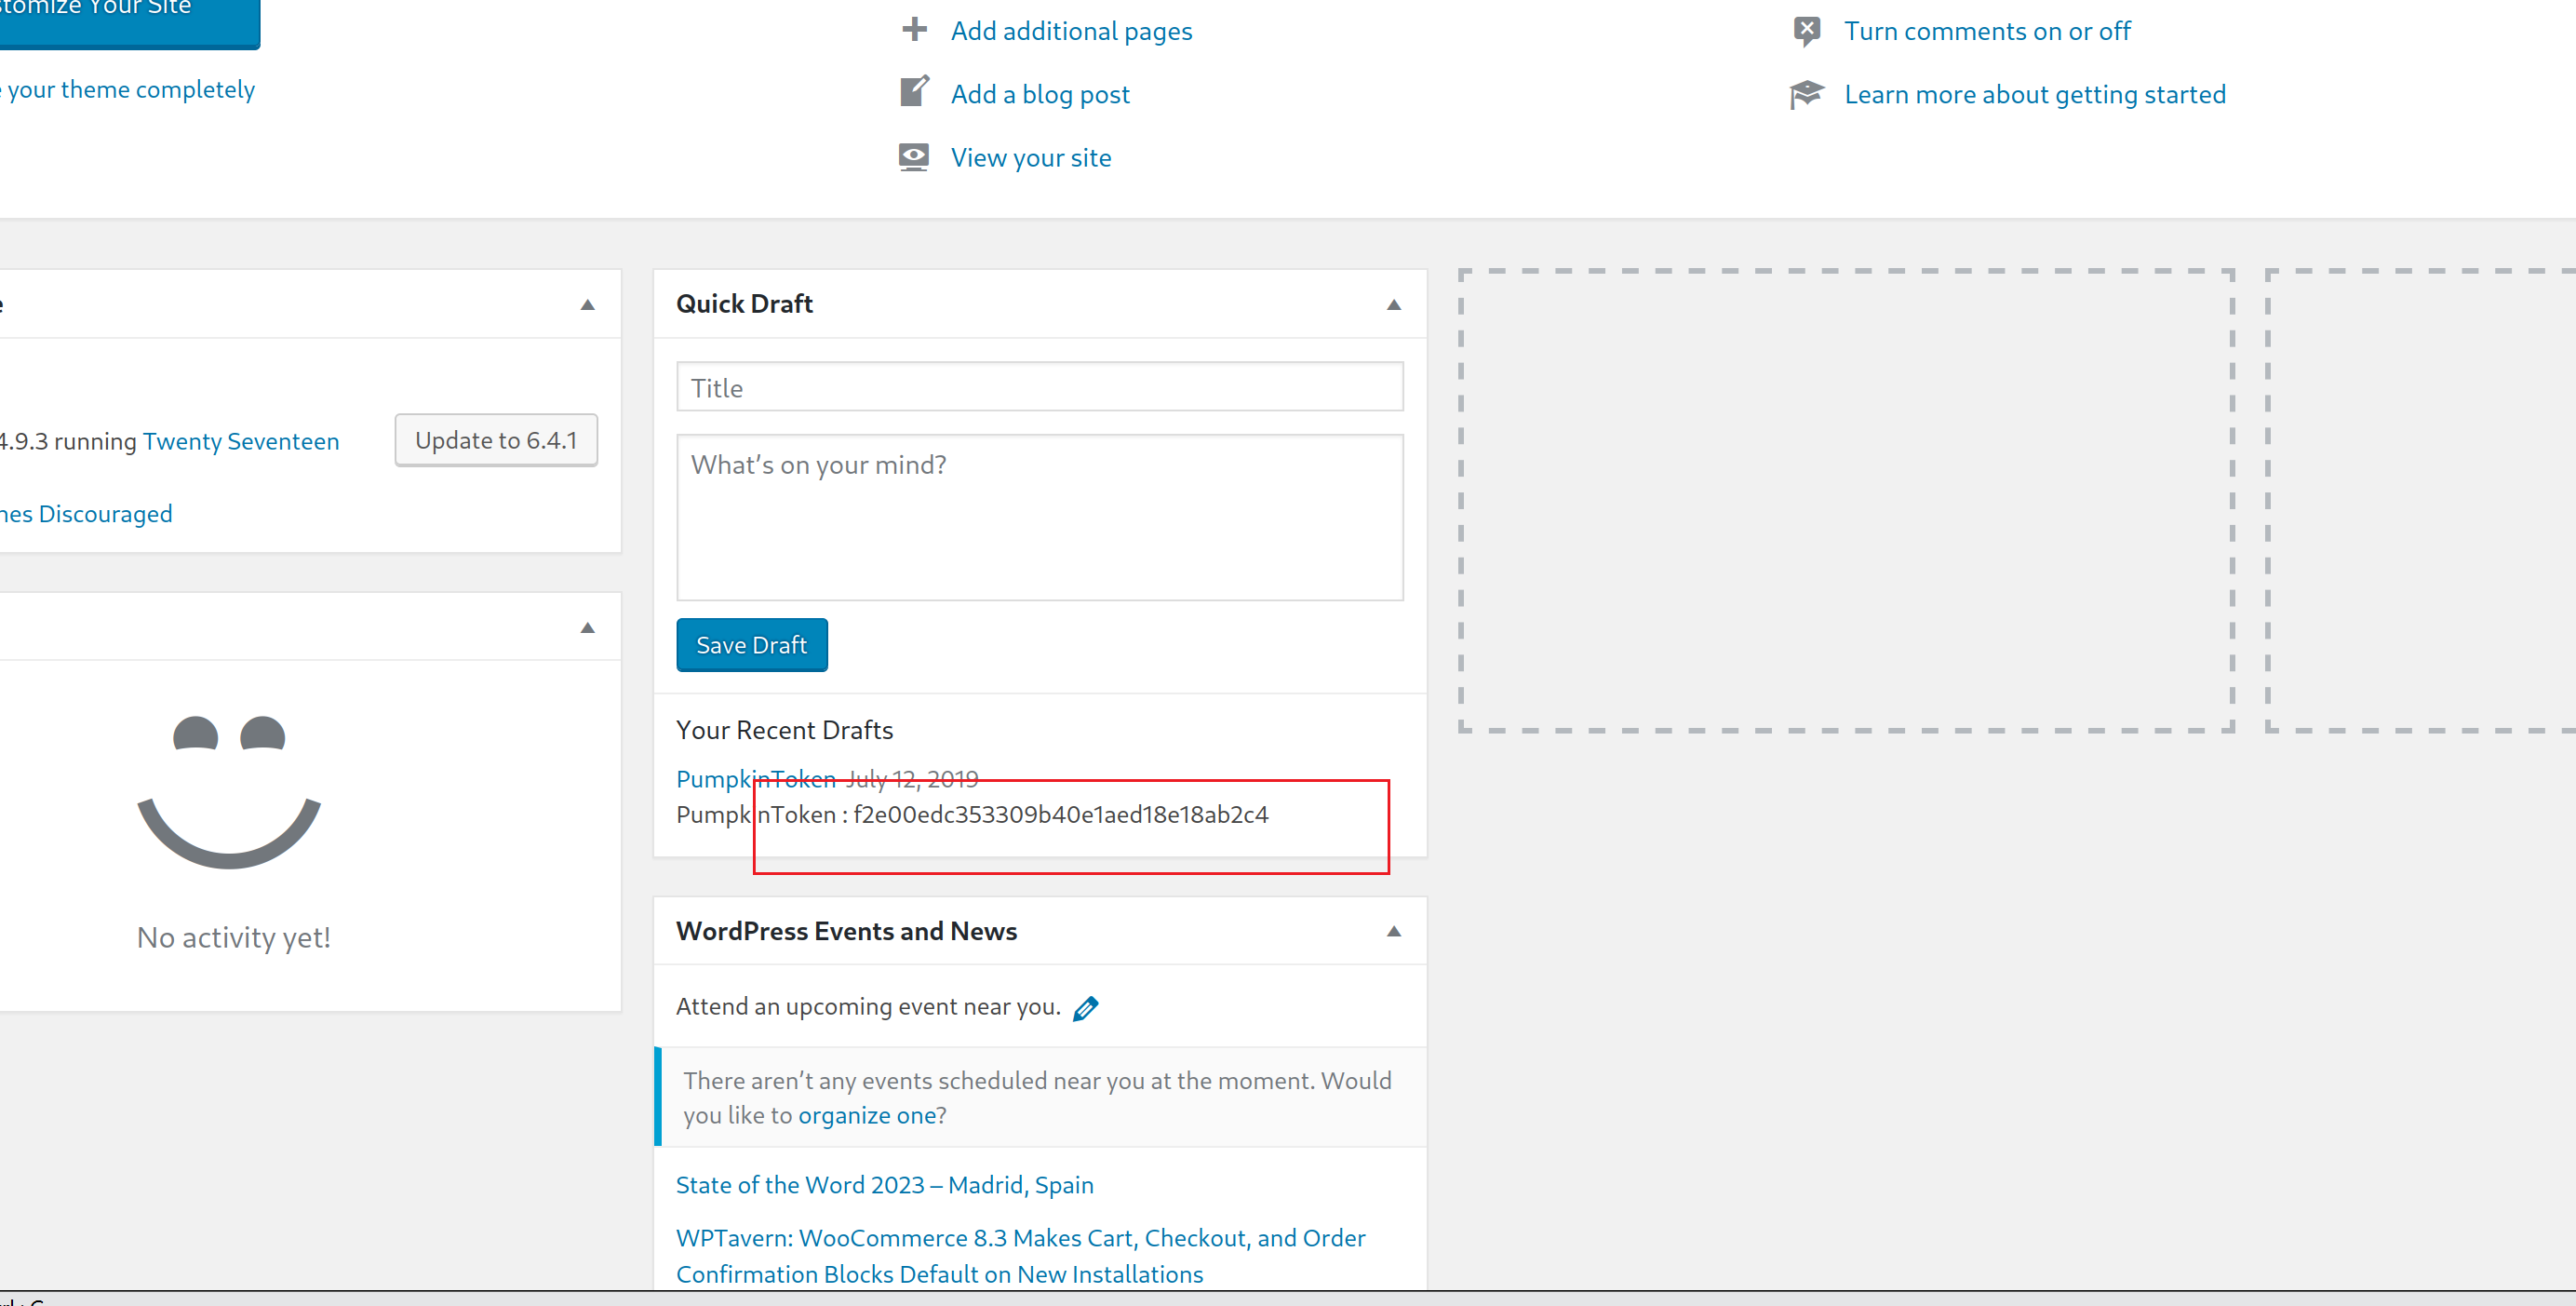 stomize Your Site
your theme completely
Add additional pages
Add a blog post
View your site
Turn comments on or off
Learn more about getting started
4.9.3 running Twenty Seventeen
Update to 6.4.1
nes Discouraged
No activity yet!
Quick Draft
Title
What's on your mind?
Save Draft
Your Recent Drafts
PumpkinToken July 12, 2019
PumpkinToken : f2e00edc353309b40e1aed18e18ab2c4
WordPress Events and News
Attend an upcoming event near you.
There aren't any events scheduled near you at the moment. Would
you like to organize one?
State of the Word 2023 – Madrid, Spain
WPTavern: WooCommerce 8.3 Makes Cart, Checkout, and Order
Confirmation Blocks Default on New Installations